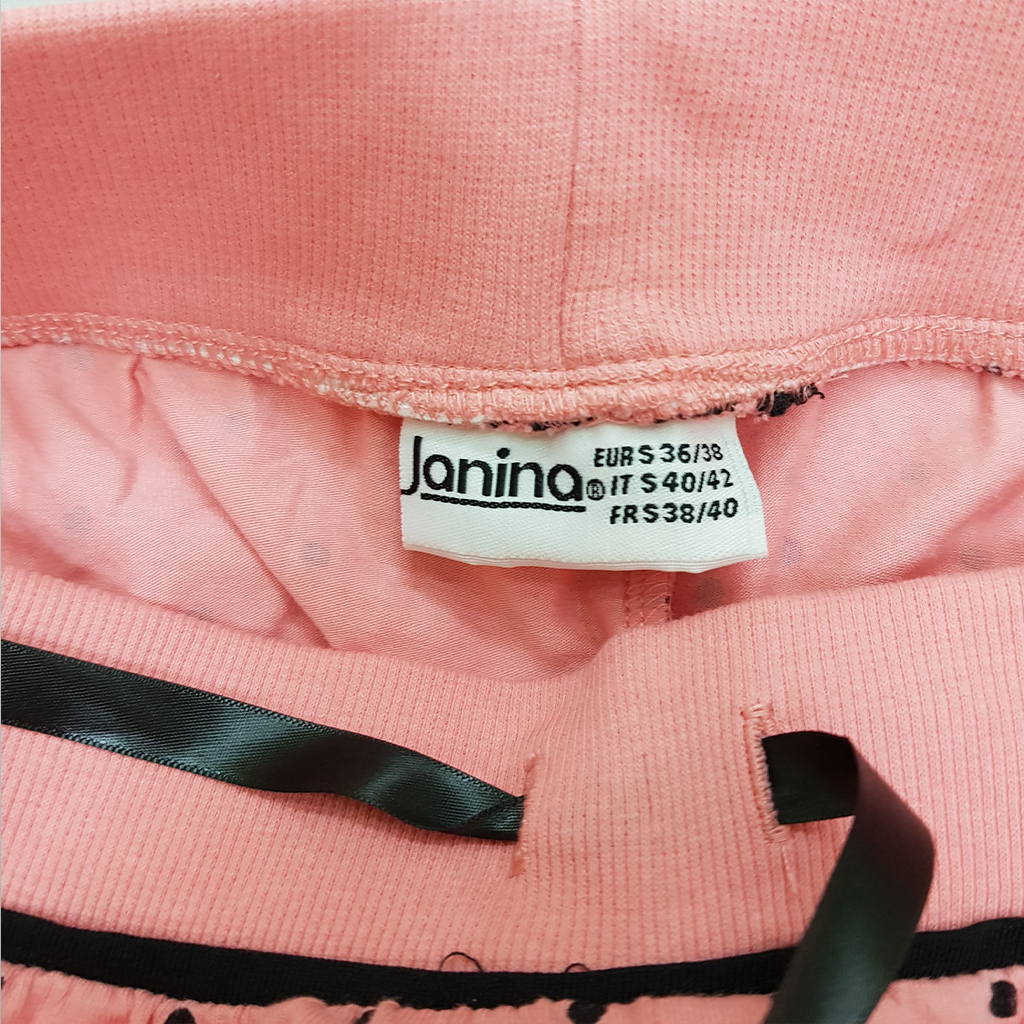 Janina®
EUR S 36/38
IT S 40/42
FR S 38/40